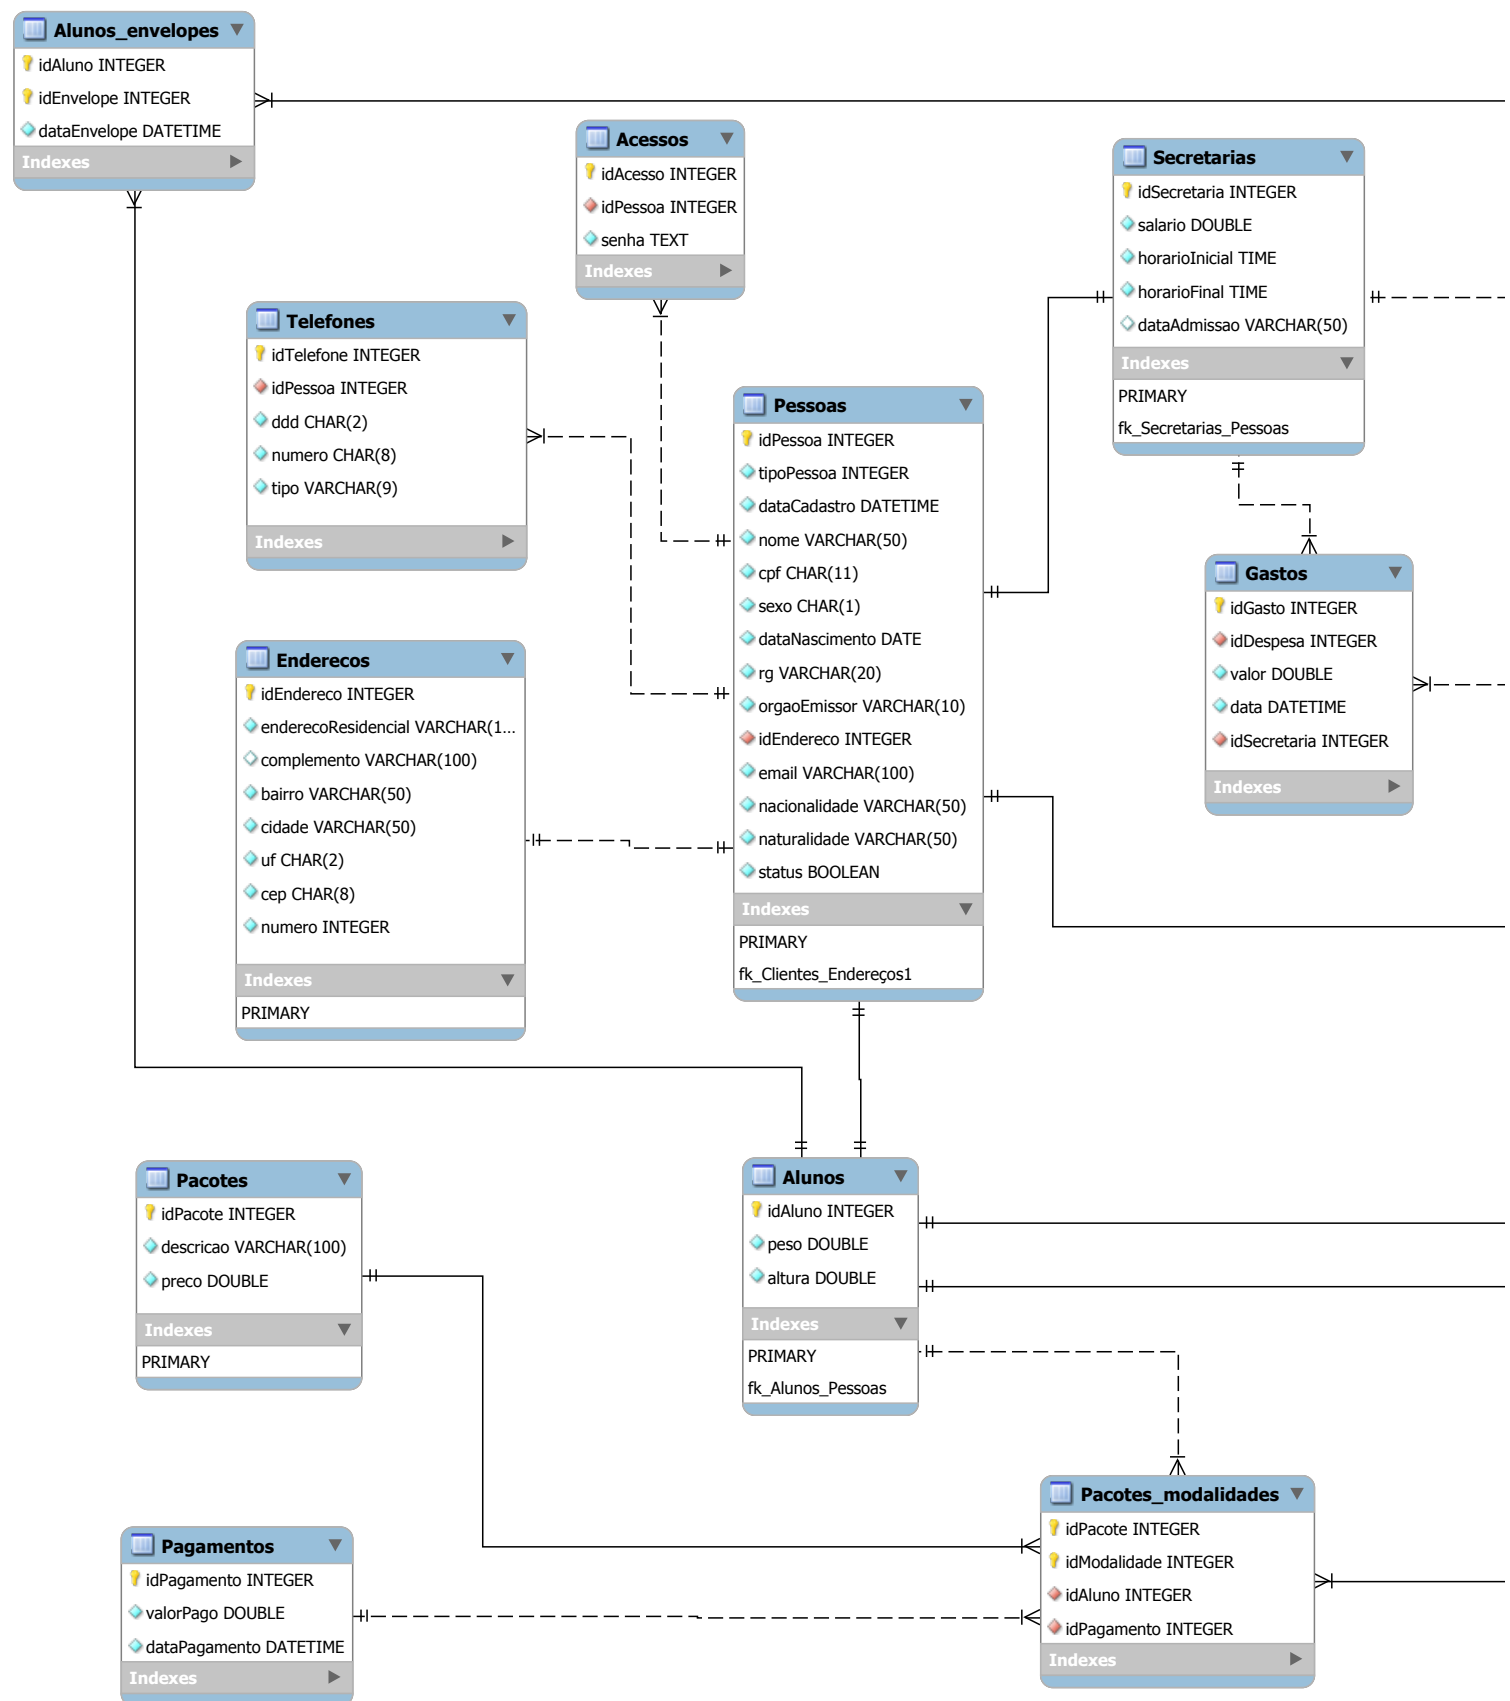 Alunos_envelopes
idAluno INTEGER
idEnvelope INTEGER
dataEnvelope DATETIME
Indexes
Acessos
idAcesso INTEGER
idPessoa INTEGER
senha TEXT
Indexes
Secretarias
idSecretaria INTEGER
salario DOUBLE
horarioInicial TIME
horarioFinal TIME
dataAdmissao VARCHAR(50)
Indexes
PRIMARY
fk_Secretarias_Pessoas
Telefones
idTelefone INTEGER
idPessoa INTEGER
ddd CHAR(2)
numero CHAR(8)
tipo VARCHAR(9)
Indexes
Pessoas
idPessoa INTEGER
tipoPessoa INTEGER
dataCadastro DATETIME
nome VARCHAR(50)
cpf CHAR(11)
sexo CHAR(1)
dataNascimento DATE
rg VARCHAR(20)
orgaoEmissor VARCHAR(10)
idEndereco INTEGER
email VARCHAR(100)
nacionalidade VARCHAR(50)
naturalidade VARCHAR(50)
status BOOLEAN
Indexes
PRIMARY
fk_Clientes_Endereços1
Gastos
idGasto INTEGER
idDespesa INTEGER
valor DOUBLE
data DATETIME
idSecretaria INTEGER
Indexes
Enderecos
idEndereco INTEGER
enderecoResidencial VARCHAR(1...
complemento VARCHAR(100)
bairro VARCHAR(50)
cidade VARCHAR(50)
uf CHAR(2)
cep CHAR(8)
numero INTEGER
Indexes
PRIMARY
Pacotes
idPacote INTEGER
descricao VARCHAR(100)
preco DOUBLE
Indexes
PRIMARY
Alunos
idAluno INTEGER
peso DOUBLE
altura DOUBLE
Indexes
PRIMARY
fk_Alunos_Pessoas
Pacotes_modalidades
idPacote INTEGER
idModalidade INTEGER
idAluno INTEGER
idPagamento INTEGER
Indexes
Pagamentos
idPagamento INTEGER
valorPago DOUBLE
dataPagamento DATETIME
Indexes